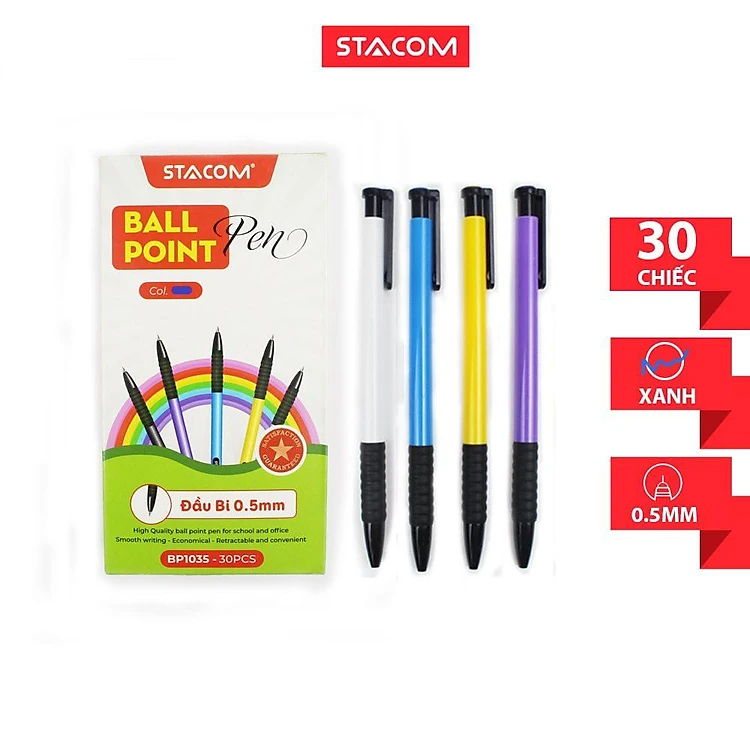 STACOM
STACOM®
BALL
POINT
Pen
Col.
SATISFACTION
GUARANTEED
Đầu Bi 0.5mm
High Quality ball point pen for school and office
Smooth writing - Economical - Retractable and convenient
BP1035 - 30PCS
30
CHIẾC
XANH
0.5MM